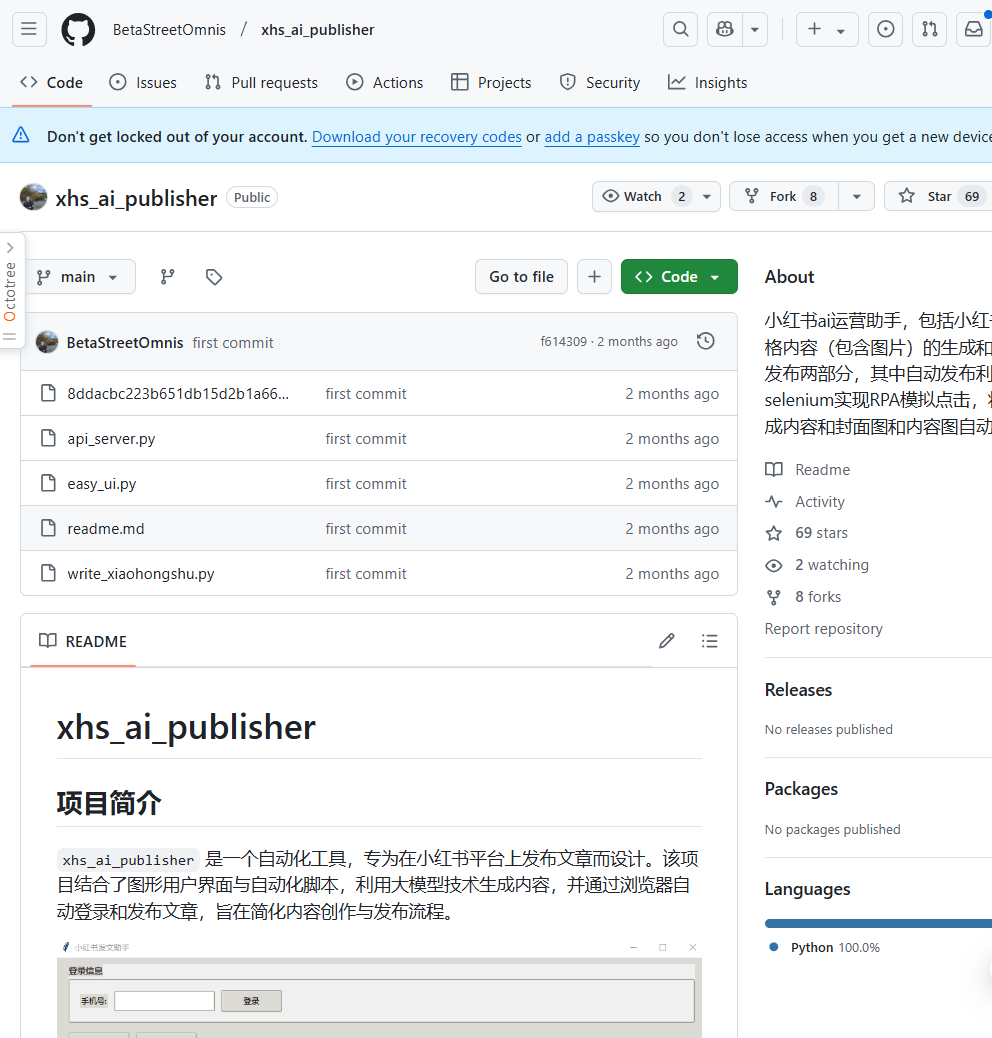 BetaStreetOmnis / xhs_ai_publisher
Code Issues Pull requests Actions Projects Security Insights
Don't get locked out of your account. Download your recovery codes or add a passkey so you don't lose access when you get a new device
xhs_ai_publisher Public
Watch 2 Fork 8 Star 69
Octotree
main Go to file Code
BetaStreetOmnis first commit f614309 · 2 months ago
8ddacbc223b651db15d2b1a66... first commit 2 months ago
api_server.py first commit 2 months ago
easy_ui.py first commit 2 months ago
readme.md first commit 2 months ago
write_xiaohongshu.py first commit 2 months ago
README
xhs_ai_publisher
项目简介
xhs_ai_publisher 是一个自动化工具，专为在小红书平台上发布文章而设计。该项
目结合了图形用户界面与自动化脚本，利用大模型技术生成内容，并通过浏览器自
动登录和发布文章，旨在简化内容创作与发布流程。
小红书发文助手
登录信息
手机号: 登录
About
小红书ai运营助手，包括小红书
格内容（包含图片）的生成和
发布两部分，其中自动发布利
selenium实现RPA模拟点击，
成内容和封面图和内容图自动
Readme
Activity
69 stars
2 watching
8 forks
Report repository
Releases
No releases published
Packages
No packages published
Languages
Python 100.0%